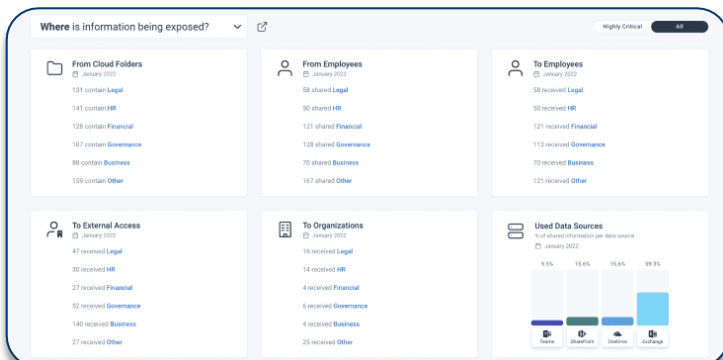 Where is information being exposed?
Highly Critical
All
From Cloud Folders
January 2022
131 contain Legal
141 contain HR
128 contain Financial
107 contain Governance
88 contain Business
159 contain Other
From Employees
January 2022
58 shared Legal
50 shared HR
121 shared Financial
128 shared Governance
70 shared Business
167 shared Other
To Employees
January 2022
58 received Legal
50 received HR
121 received Financial
113 received Governance
70 received Business
121 received Other
To External Access
January 2022
47 received Legal
30 received HR
27 received Financial
52 received Governance
140 received Business
27 received Other
To Organizations
January 2022
16 received Legal
14 received HR
4 received Financial
6 received Governance
4 received Business
25 received Other
Used Data Sources
% of shared information per data source
January 2022
9.5% 15.6% 15.6% 59.3%
Teams SharePoint OneDrive Exchange